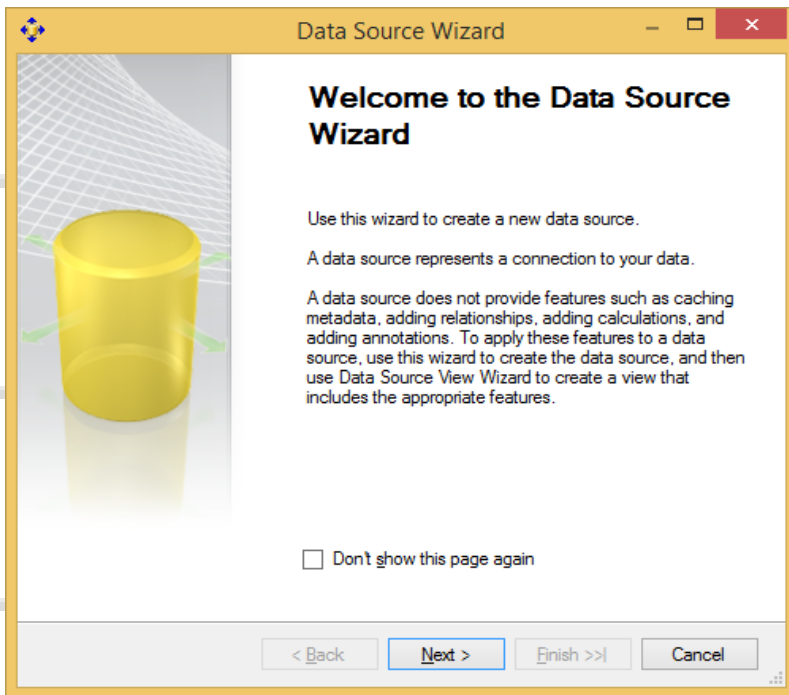 Data Source Wizard
Welcome to the Data Source
Wizard
Use this wizard to create a new data source.
A data source represents a connection to your data.
A data source does not provide features such as caching
metadata, adding relationships, adding calculations, and
adding annotations. To apply these features to a data
source, use this wizard to create the data source, and then
use Data Source View Wizard to create a view that
includes the appropriate features.
Don't show this page again
< Back Next > Finish >>| Cancel